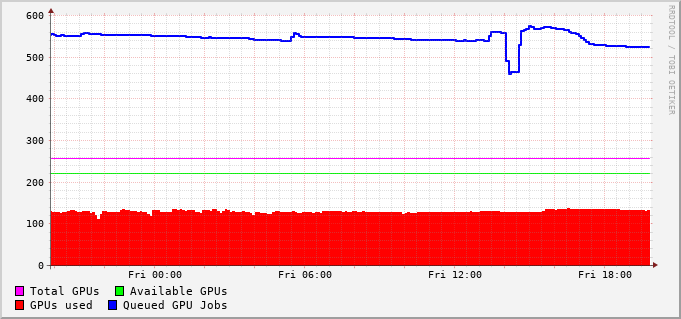 600
500
400
300
200
100
0
Fri 00:00 Fri 06:00 Fri 12:00 Fri 18:00
Total GPUs Available GPUs
GPUs used Queued GPU Jobs
RRDTOOL / TOBI OETIKER